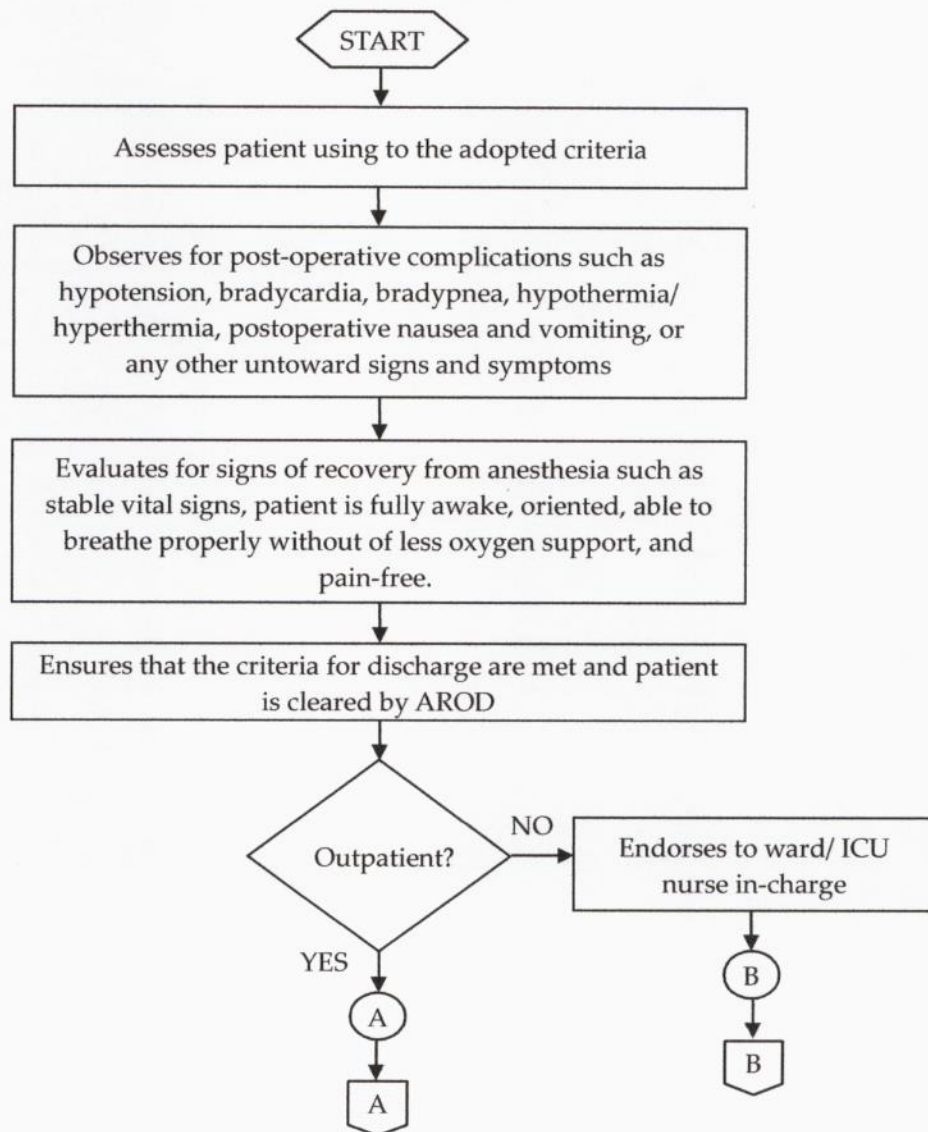 START
Assesses patient using to the adopted criteria
Observes for post-operative complications such as
hypotension, bradycardia, bradypnea, hypothermia/
hyperthermia, postoperative nausea and vomiting, or
any other untoward signs and symptoms
Evaluates for signs of recovery from anesthesia such as
stable vital signs, patient is fully awake, oriented, able to
breathe properly without of less oxygen support, and
pain-free.
Ensures that the criteria for discharge are met and patient
is cleared by AROD
Outpatient?
NO
Endorses to ward/ ICU
nurse in-charge
YES
A
A
B
B